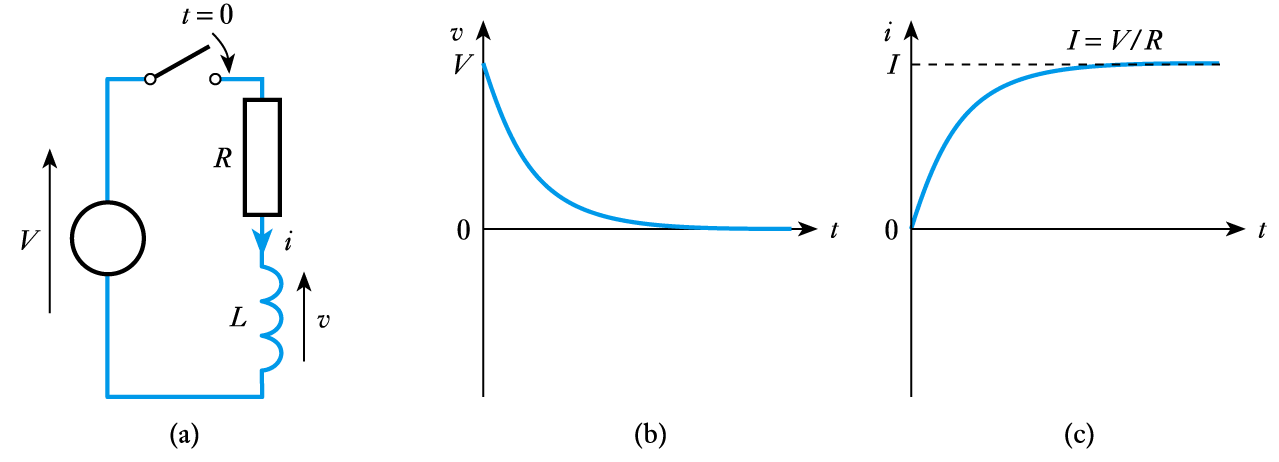 t = 0
V
R
i
L
v
(a)
v
V
0
t
(b)
i
I
I = V/R
0
t
(c)